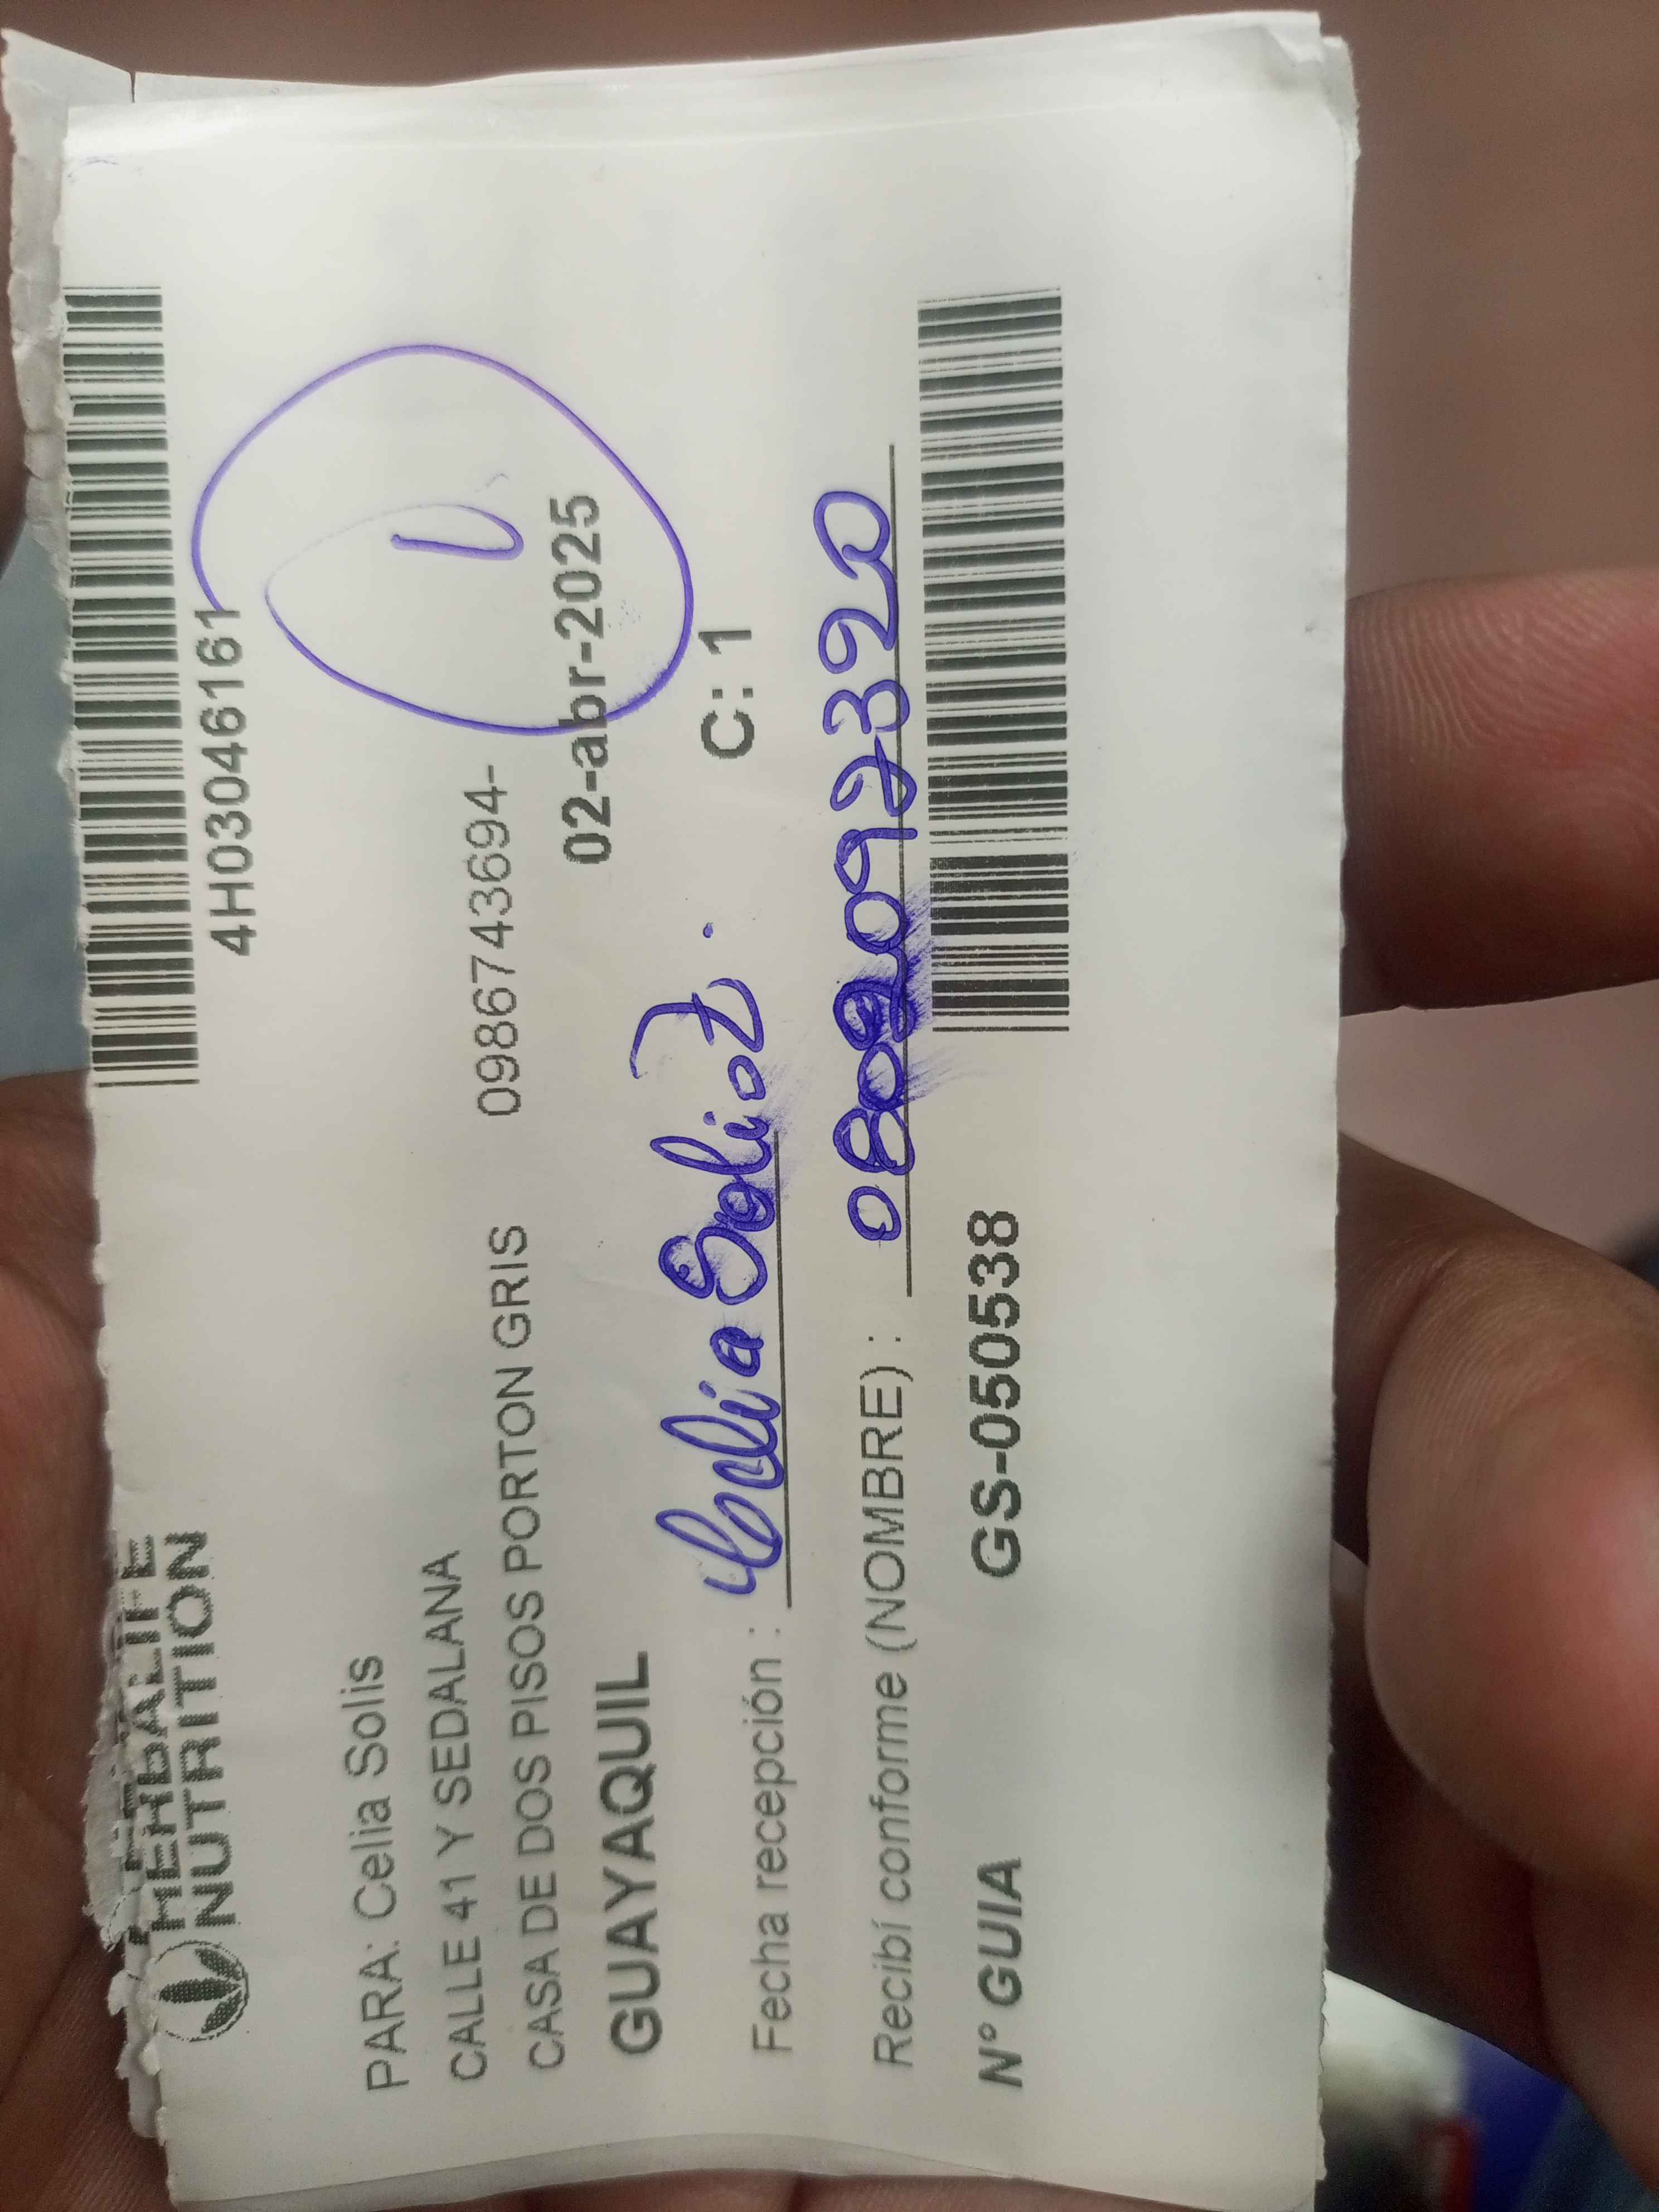 HERBALIFE
NUTRITION
4H03046161
PARA: Celia Solis
CALLE 41 Y SEDALANA
CASA DE DOS PISOS PORTON GRIS 0986743694-
GUAYAQUIL 02-abr-2025
Fecha recepción : Celia Solis. C: 1
Recibí conforme (NOMBRE) :
N° GUIA GS-050538